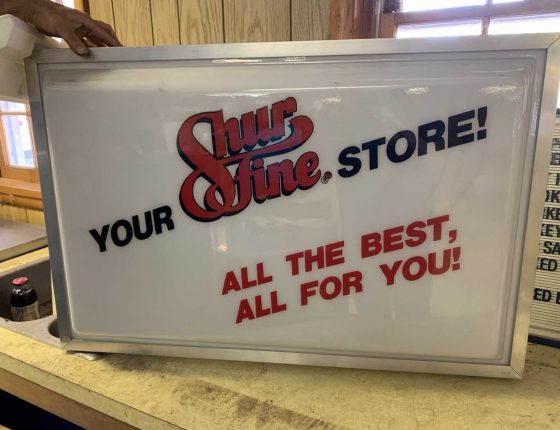 YOUR Shur Fine® STORE!
ALL THE BEST,
ALL FOR YOU!